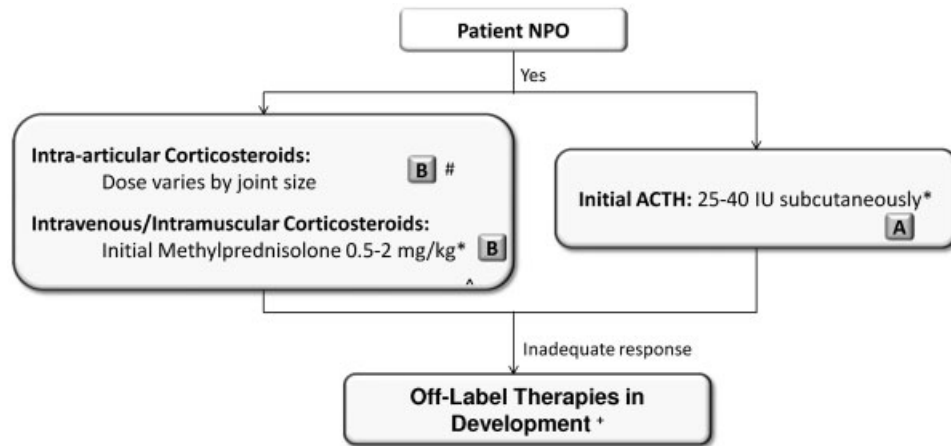 Patient NPO
Yes
Intra-articular Corticosteroids:
Dose varies by joint size
B #
Intravenous/Intramuscular Corticosteroids:
Initial Methylprednisolone 0.5-2 mg/kg* B
^
Initial ACTH: 25-40 IU subcutaneously*
A
Inadequate response
Off-Label Therapies in
Development +